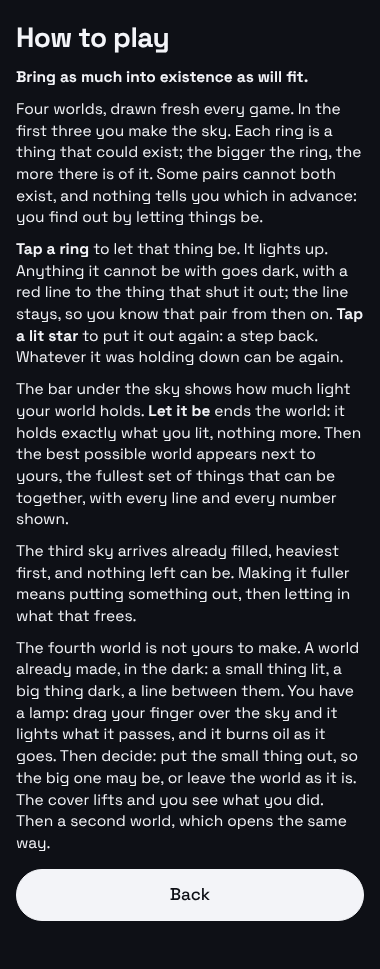 How to play
Bring as much into existence as will fit.
Four worlds, drawn fresh every game. In the
first three you make the sky. Each ring is a
thing that could exist; the bigger the ring, the
more there is of it. Some pairs cannot both
exist, and nothing tells you which in advance:
you find out by letting things be.
Tap a ring to let that thing be. It lights up.
Anything it cannot be with goes dark, with a
red line to the thing that shut it out; the line
stays, so you know that pair from then on. Tap
a lit star to put it out again: a step back.
Whatever it was holding down can be again.
The bar under the sky shows how much light
your world holds. Let it be ends the world: it
holds exactly what you lit, nothing more. Then
the best possible world appears next to
yours, the fullest set of things that can be
together, with every line and every number
shown.
The third sky arrives already filled, heaviest
first, and nothing left can be. Making it fuller
means putting something out, then letting in
what that frees.
The fourth world is not yours to make. A world
already made, in the dark: a small thing lit, a
big thing dark, a line between them. You have
a lamp: drag your finger over the sky and it
lights what it passes, and it burns oil as it
goes. Then decide: put the small thing out, so
the big one may be, or leave the world as it is.
The cover lifts and you see what you did.
Then a second world, which opens the same
way.
Back